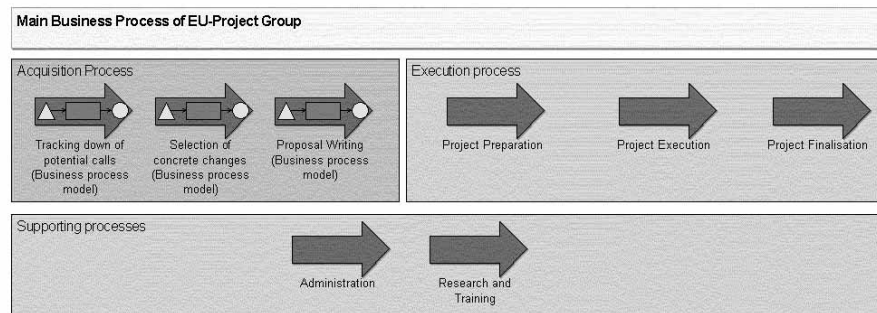 Main Business Process of EU-Project Group
Acquisition Process
Tracking down of
potential calls
(Business process
model)
Selection of
concrete changes
(Business process
model)
Proposal Writing
(Business process
model)
Execution process
Project Preparation
Project Execution
Project Finalisation
Supporting processes
Administration
Research and
Training